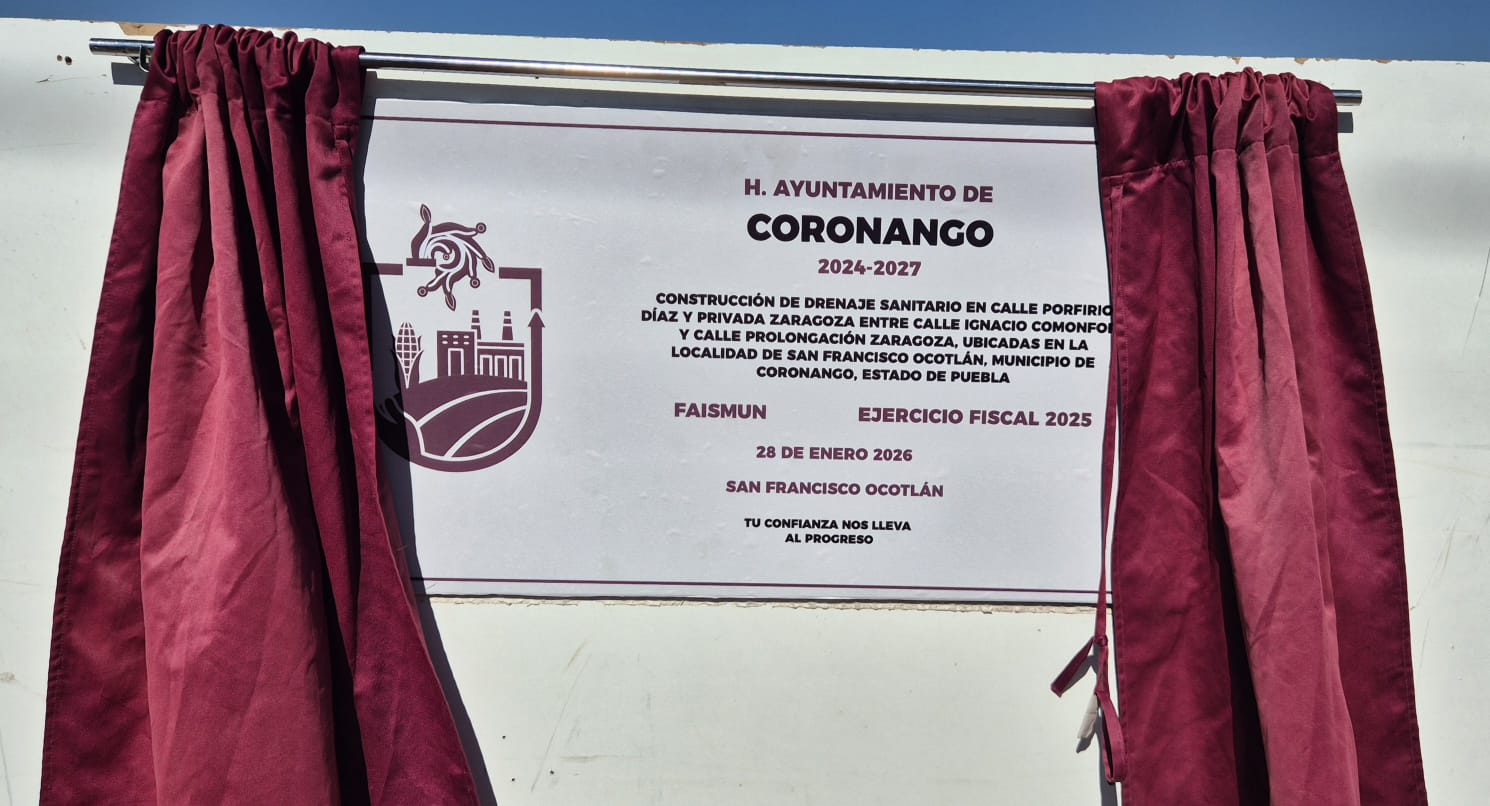 H. AYUNTAMIENTO DE
CORONANGO
2024-2027
CONSTRUCCIÓN DE DRENAJE SANITARIO EN CALLE PORFIRIO
DÍAZ Y PRIVADA ZARAGOZA ENTRE CALLE IGNACIO
Y CALLE PROLONGACIÓN ZARAGOZA, UBICADAS EN LA
LOCALIDAD DE SAN FRANCISCO OCOTLÁN, MUNICIPIO DE
CORONANGO, ESTADO DE PUEBLA
FAISMUN EJERCICIO FISCAL 2025
28 DE ENERO 2026
SAN FRANCISCO OCOTLÁN
TU CONFIANZA NOS LLEVA
AL PROGRESO